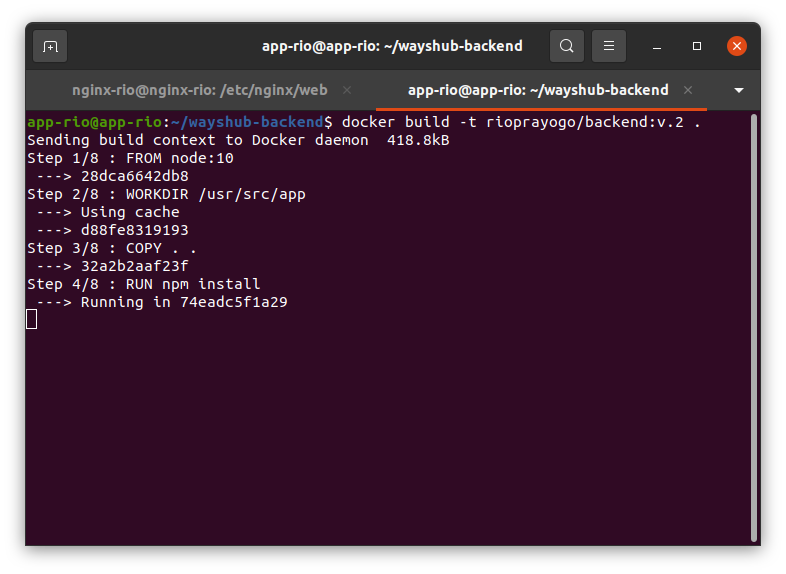 app-rio@app-rio: ~/wayshub-backend
nginx-rio@nginx-rio: /etc/nginx/web
app-rio@app-rio: ~/wayshub-backend
app-rio@app-rio:~/wayshub-backend$ docker build -t rioprayogo/backend:v.2 .
Sending build context to Docker daemon  418.8kB
Step 1/8 : FROM node:10
 ---> 28dca6642db8
Step 2/8 : WORKDIR /usr/src/app
 ---> Using cache
 ---> d88fe8319193
Step 3/8 : COPY . .
 ---> 32a2b2aaf23f
Step 4/8 : RUN npm install
 ---> Running in 74eadc5f1a29